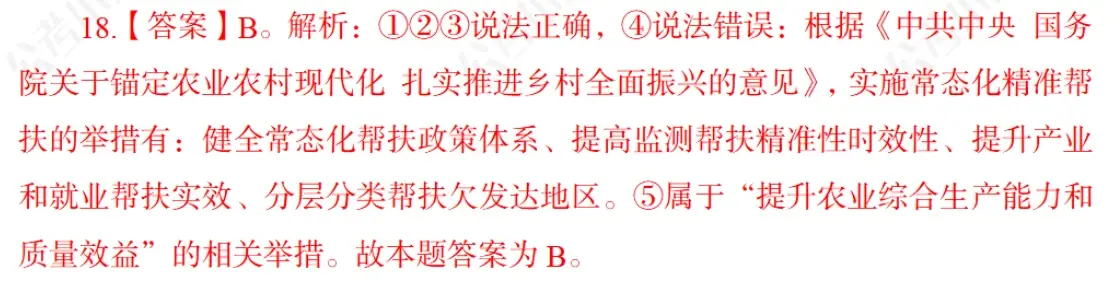 18.【答案】B。解析：①②③说法正确，④说法错误：根据《中共中央 国务
院关于锚定农业农村现代化 扎实推进乡村全面振兴的意见》，实施常态化精准帮
扶的举措有：健全常态化帮扶政策体系、提高监测帮扶精准性时效性、提升产业
和就业帮扶实效、分层分类帮扶欠发达地区。⑤属于“提升农业综合生产能力和
质量效益”的相关举措。故本题答案为 B。